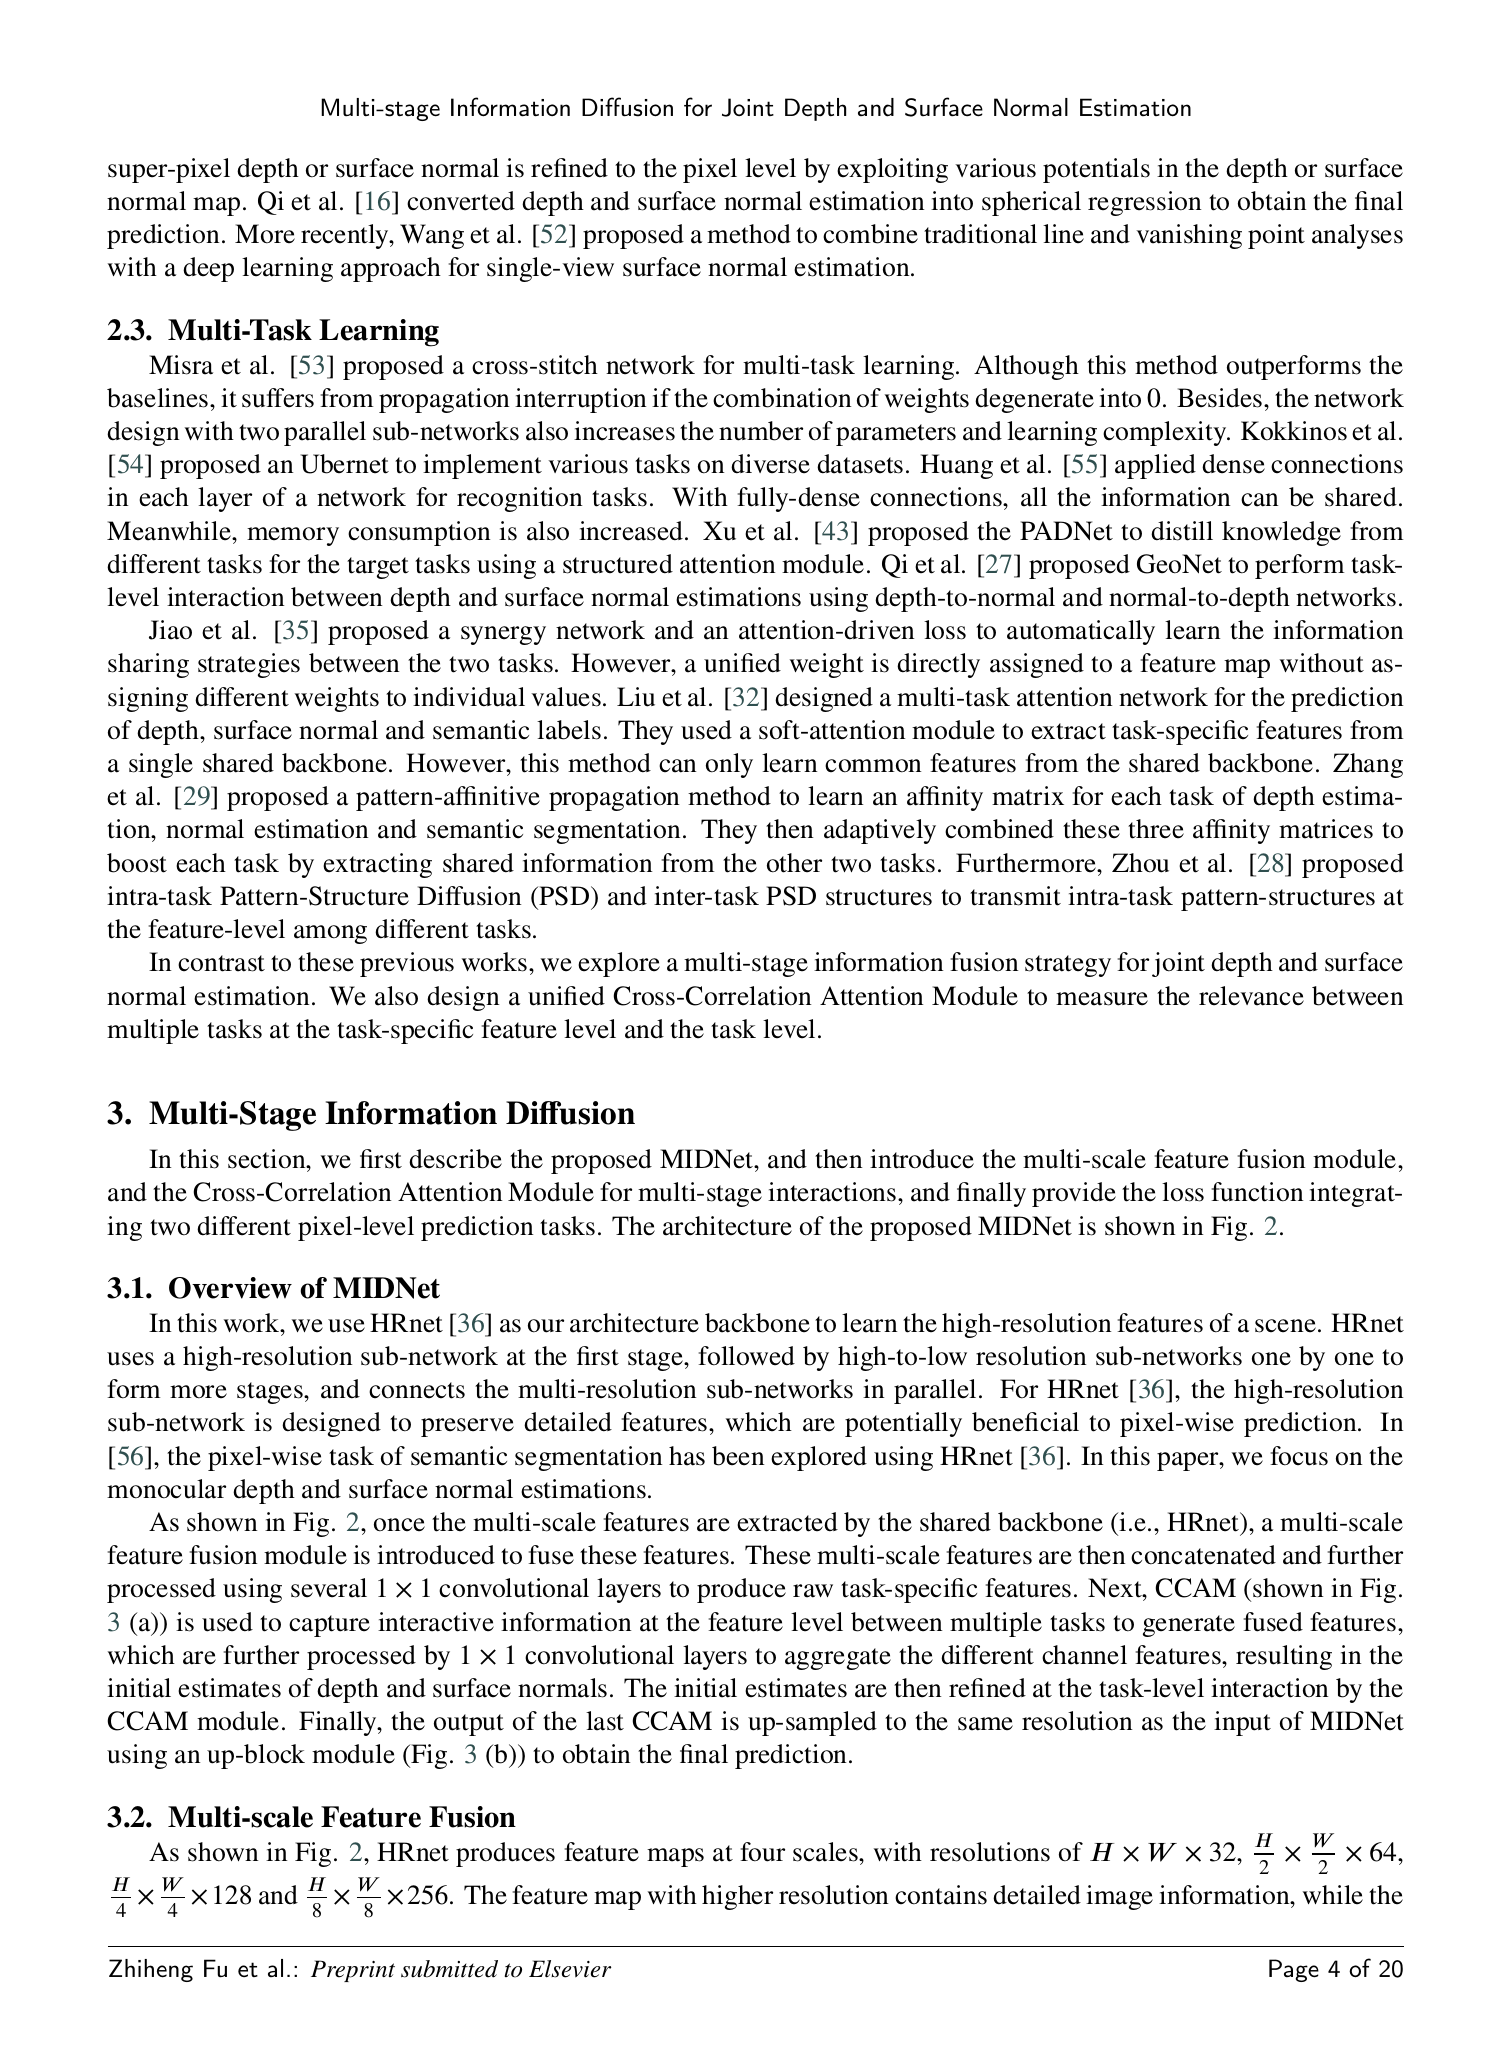 Multi-stage Information Diffusion for Joint Depth and Surface Normal Estimation
super-pixel depth or surface normal is refined to the pixel level by exploiting various potentials in the depth or surface
normal map. Qi et al. [16] converted depth and surface normal estimation into spherical regression to obtain the final
prediction. More recently, Wang et al. [52] proposed a method to combine traditional line and vanishing point analyses
with a deep learning approach for single-view surface normal estimation.
2.3. Multi-Task Learning
Misra et al. [53] proposed a cross-stitch network for multi-task learning. Although this method outperforms the
baselines, it suffers from propagation interruption if the combination of weights degenerate into 0. Besides, the network
design with two parallel sub-networks also increases the number of parameters and learning complexity. Kokkinos et al.
[54] proposed an Ubernet to implement various tasks on diverse datasets. Huang et al. [55] applied dense connections
in each layer of a network for recognition tasks. With fully-dense connections, all the information can be shared.
Meanwhile, memory consumption is also increased. Xu et al. [43] proposed the PADNet to distill knowledge from
different tasks for the target tasks using a structured attention module. Qi et al. [27] proposed GeoNet to perform task-
level interaction between depth and surface normal estimations using depth-to-normal and normal-to-depth networks.
Jiao et al. [35] proposed a synergy network and an attention-driven loss to automatically learn the information
sharing strategies between the two tasks. However, a unified weight is directly assigned to a feature map without as-
signing different weights to individual values. Liu et al. [32] designed a multi-task attention network for the prediction
of depth, surface normal and semantic labels. They used a soft-attention module to extract task-specific features from
a single shared backbone. However, this method can only learn common features from the shared backbone. Zhang
et al. [29] proposed a pattern-affinitive propagation method to learn an affinity matrix for each task of depth estima-
tion, normal estimation and semantic segmentation. They then adaptively combined these three affinity matrices to
boost each task by extracting shared information from the other two tasks. Furthermore, Zhou et al. [28] proposed
intra-task Pattern-Structure Diffusion (PSD) and inter-task PSD structures to transmit intra-task pattern-structures at
the feature-level among different tasks.
In contrast to these previous works, we explore a multi-stage information fusion strategy for joint depth and surface
normal estimation. We also design a unified Cross-Correlation Attention Module to measure the relevance between
multiple tasks at the task-specific feature level and the task level.
3. Multi-Stage Information Diffusion
In this section, we first describe the proposed MIDNet, and then introduce the multi-scale feature fusion module,
and the Cross-Correlation Attention Module for multi-stage interactions, and finally provide the loss function integrat-
ing two different pixel-level prediction tasks. The architecture of the proposed MIDNet is shown in Fig. 2.
3.1. Overview of MIDNet
In this work, we use HRnet [36] as our architecture backbone to learn the high-resolution features of a scene. HRnet
uses a high-resolution sub-network at the first stage, followed by high-to-low resolution sub-networks one by one to
form more stages, and connects the multi-resolution sub-networks in parallel. For HRnet [36], the high-resolution
sub-network is designed to preserve detailed features, which are potentially beneficial to pixel-wise prediction. In
[56], the pixel-wise task of semantic segmentation has been explored using HRnet [36]. In this paper, we focus on the
monocular depth and surface normal estimations.
As shown in Fig. 2, once the multi-scale features are extracted by the shared backbone (i.e., HRnet), a multi-scale
feature fusion module is introduced to fuse these features. These multi-scale features are then concatenated and further
processed using several 1 × 1 convolutional layers to produce raw task-specific features. Next, CCAM (shown in Fig.
3 (a)) is used to capture interactive information at the feature level between multiple tasks to generate fused features,
which are further processed by 1 × 1 convolutional layers to aggregate the different channel features, resulting in the
initial estimates of depth and surface normals. The initial estimates are then refined at the task-level interaction by the
CCAM module. Finally, the output of the last CCAM is up-sampled to the same resolution as the input of MIDNet
using an up-block module (Fig. 3 (b)) to obtain the final prediction.
3.2. Multi-scale Feature Fusion
As shown in Fig. 2, HRnet produces feature maps at four scales, with resolutions of H × W × 32, H/2 × W/2 × 64,
H/4 × W/4 × 128 and H/8 × W/8 × 256. The feature map with higher resolution contains detailed image information, while the
Zhiheng Fu et al.: Preprint submitted to Elsevier
Page 4 of 20